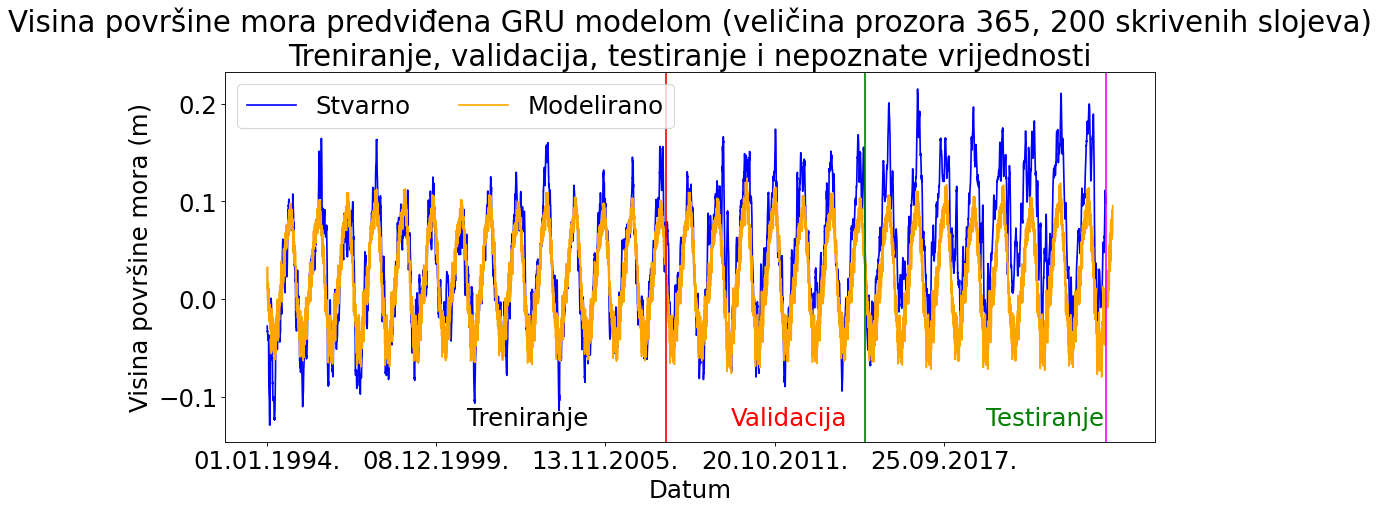 Visina površine mora predviđena GRU modelom (veličina prozora 365, 200 skrivenih slojeva)
Treniranje, validacija, testiranje i nepoznate vrijednosti
Stvarno
Modelirano
Visina površine mora (m)
0.2
0.1
0.0
−0.1
Treniranje
Validacija
Testiranje
01.01.1994.
08.12.1999.
13.11.2005.
20.10.2011.
25.09.2017.
Datum